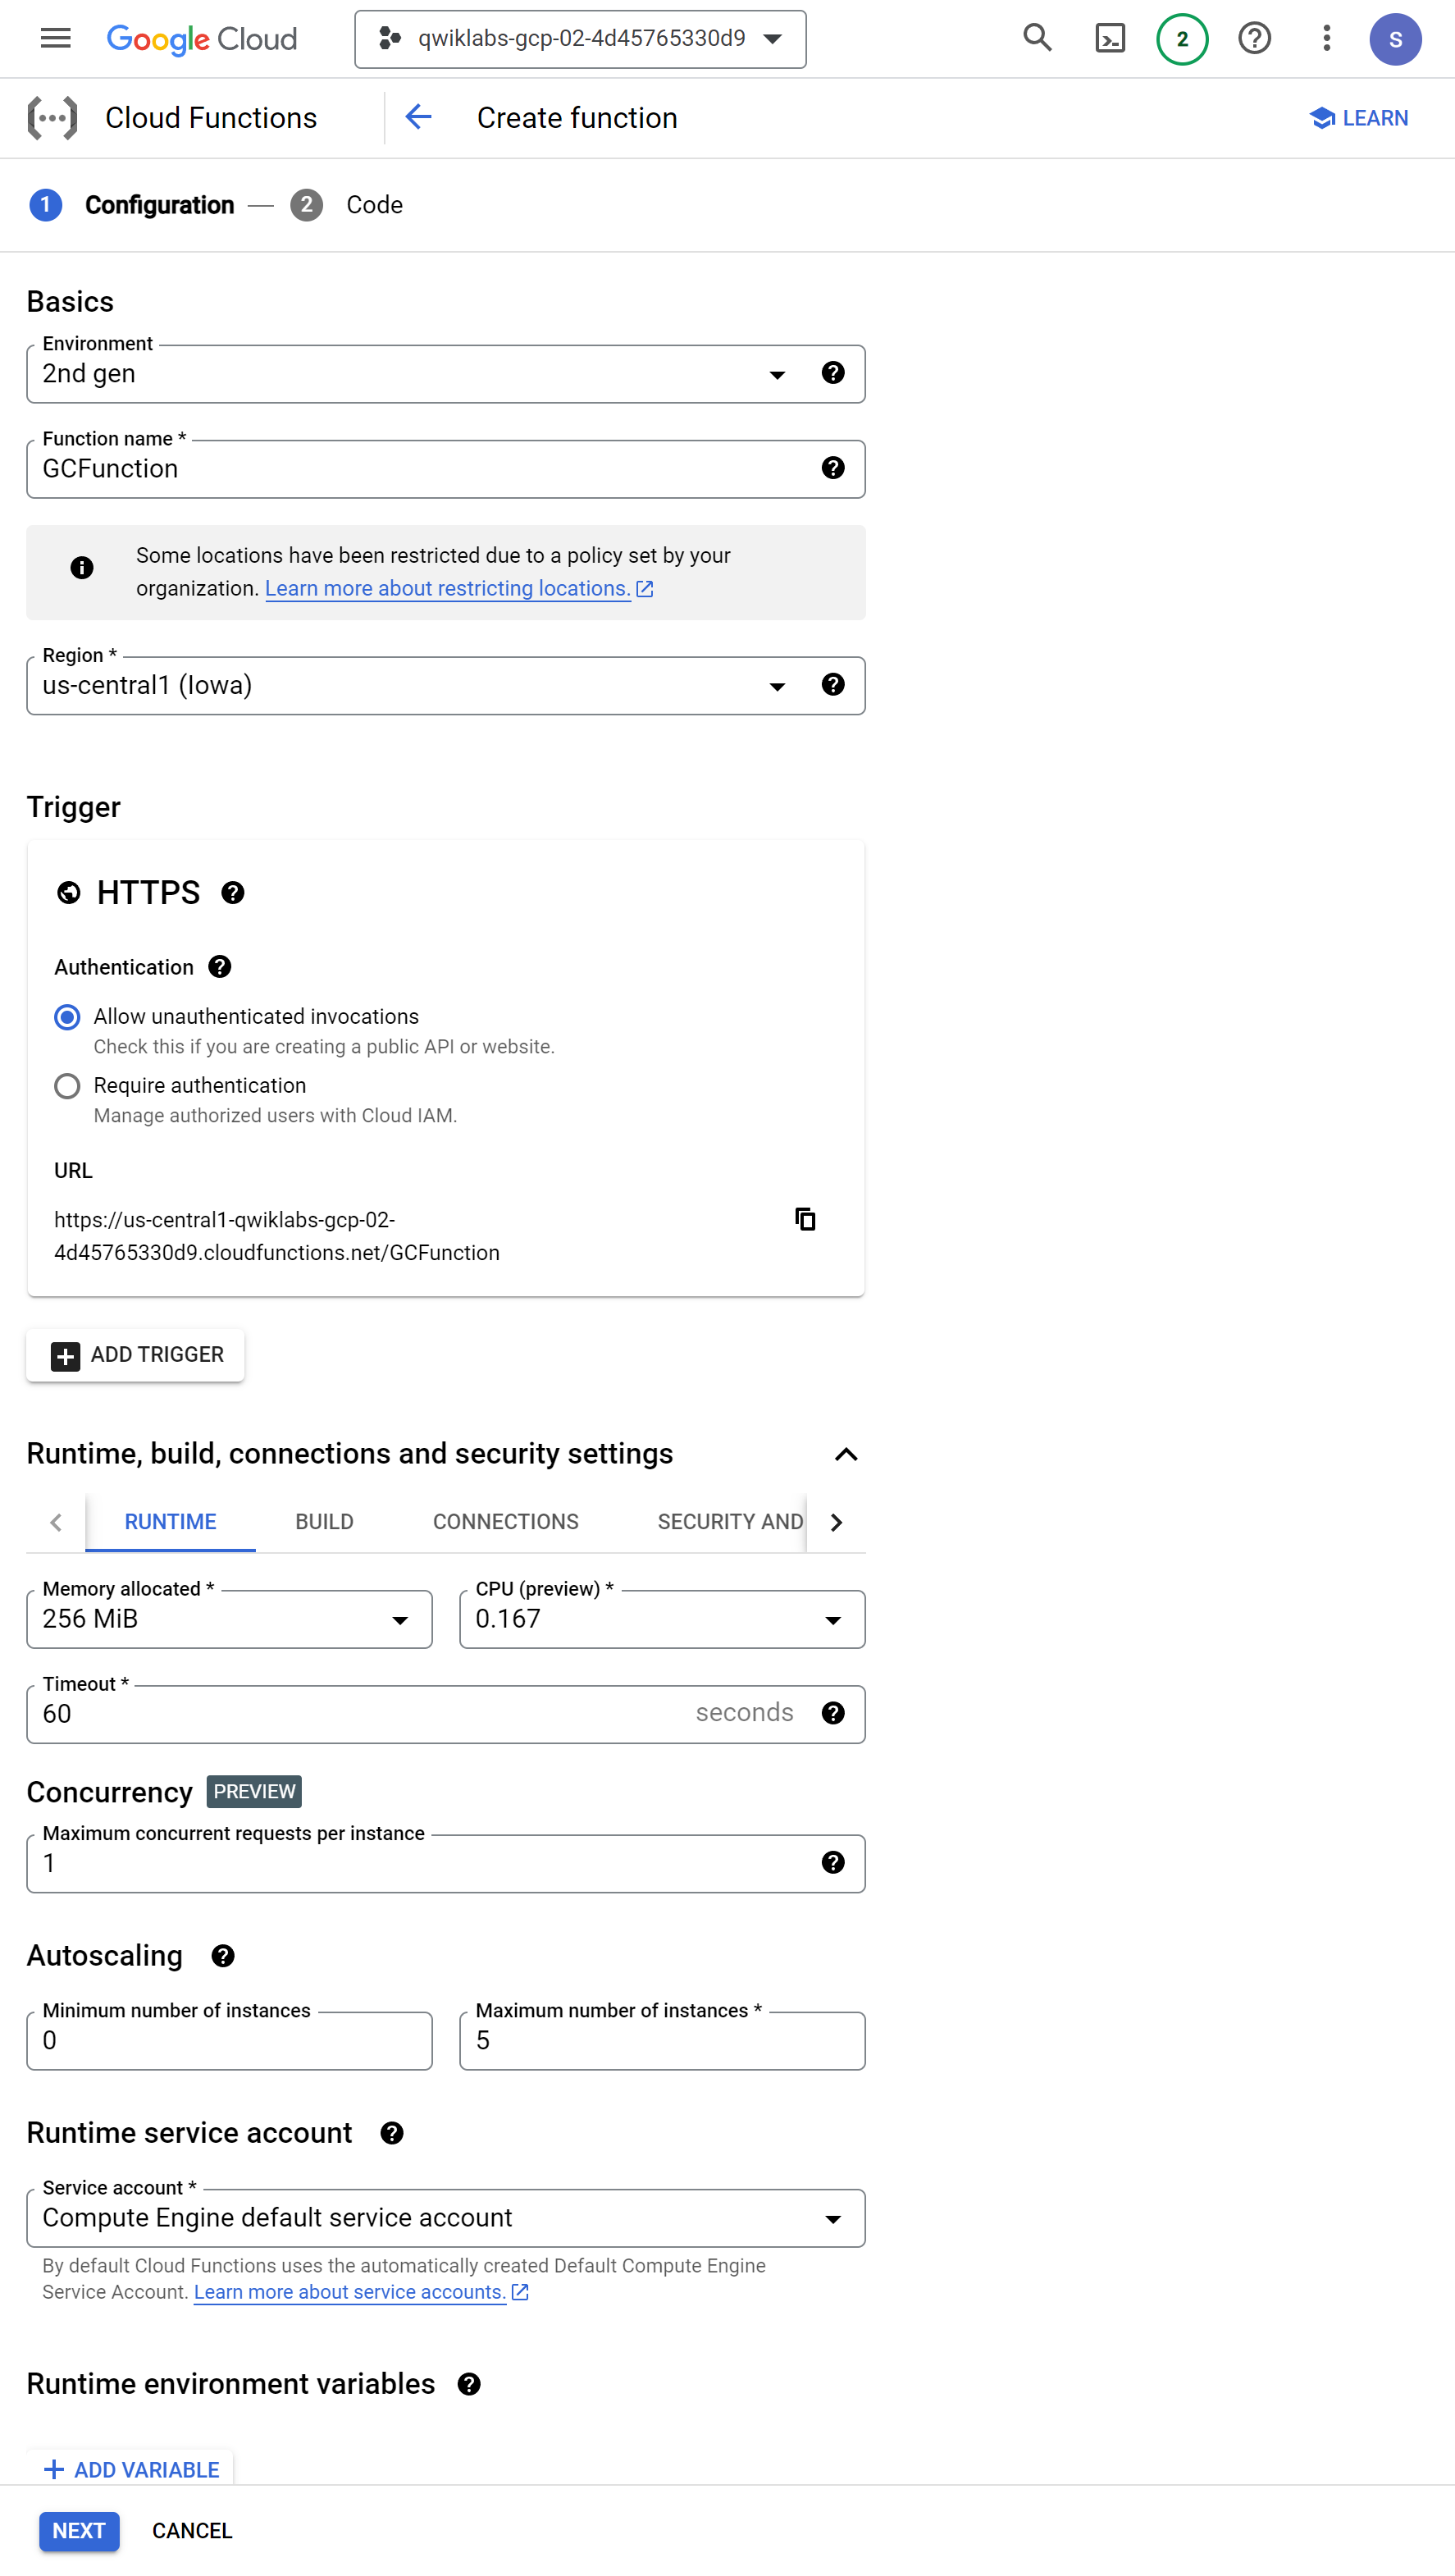 Google Cloud
qwiklabs-gcp-02-4d45765330d9
2
S
Cloud Functions
Create function
LEARN
1 Configuration — 2 Code
Basics
Environment
2nd gen
Function name *
GCFunction
Some locations have been restricted due to a policy set by your
organization. Learn more about restricting locations.
Region *
us-central1 (Iowa)
Trigger
HTTPS
Authentication
Allow unauthenticated invocations
Check this if you are creating a public API or website.
Require authentication
Manage authorized users with Cloud IAM.
URL
https://us-central1-qwiklabs-gcp-02-
4d45765330d9.cloudfunctions.net/GCFunction
ADD TRIGGER
Runtime, build, connections and security settings
RUNTIME BUILD CONNECTIONS SECURITY AND
Memory allocated * CPU (preview) *
256 MiB 0.167
Timeout *
60 seconds
Concurrency PREVIEW
Maximum concurrent requests per instance
1
Autoscaling
Minimum number of instances Maximum number of instances *
0 5
Runtime service account
Service account *
Compute Engine default service account
By default Cloud Functions uses the automatically created Default Compute Engine
Service Account. Learn more about service accounts.
Runtime environment variables
ADD VARIABLE
NEXT CANCEL